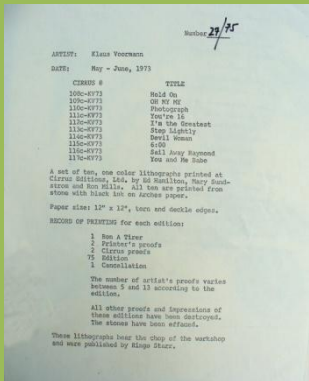 Number 27/75
ARTIST: Klaus Voormann
DATE: May - June, 1973
CIRRUS # TITLE
108c-KV73 Hold On
109c-KV73 OH MY MY
110c-KV73 Photograph
111c-KV73 You're 16
112c-KV73 I'm the Greatest
113c-KV73 Step Lightly
114c-KV73 Devil Woman
115c-KV73 6:00
116c-KV73 Sail Away Raymond
117c-KV73 You and Me Babe
A set of ten, one color lithographs printed at
Cirrus Editions, Ltd. by Ed Hamilton, Mary Sund-
strom and Ron Mills. All ten are printed from
stone with black ink on Arches paper.
Paper size: 12" x 12", torn and deckle edges.
RECORD OF PRINTING for each edition:
1 Bon A Tirer
2 Printer's proofs
2 Cirrus proofs
75 Edition
1 Cancellation
The number of artist's proofs varies
between 5 and 13 according to the
edition.
All other proofs and impressions of
these editions have been destroyed.
The stones have been effaced.
These lithographs bear the chop of the workshop
and were published by Ringo Starr.